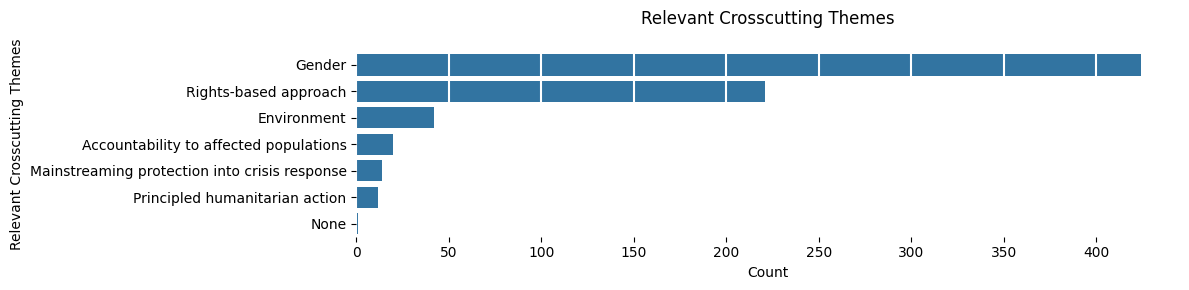 Relevant Crosscutting Themes
Relevant Crosscutting Themes
Gender
Rights-based approach
Environment
Accountability to affected populations
Mainstreaming protection into crisis response
Principled humanitarian action
None
0 50 100 150 200 250 300 350 400
Count